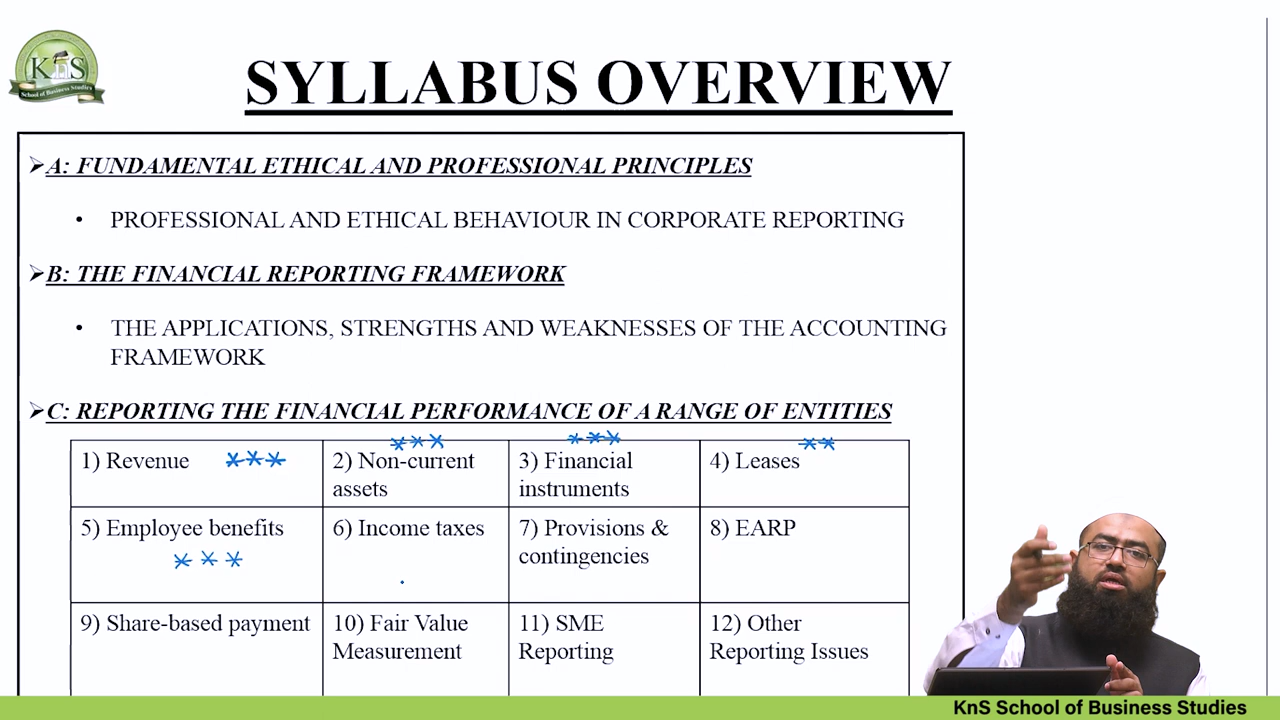 KnS
School of Business Studies
SYLLABUS OVERVIEW
➢A: FUNDAMENTAL ETHICAL AND PROFESSIONAL PRINCIPLES
• PROFESSIONAL AND ETHICAL BEHAVIOUR IN CORPORATE REPORTING
➢B: THE FINANCIAL REPORTING FRAMEWORK
• THE APPLICATIONS, STRENGTHS AND WEAKNESSES OF THE ACCOUNTING
FRAMEWORK
➢C: REPORTING THE FINANCIAL PERFORMANCE OF A RANGE OF ENTITIES
1) Revenue ***
2) Non-current ***
assets
3) Financial ***
instruments
4) Leases **
5) Employee benefits
***
6) Income taxes
7) Provisions &
contingencies
8) EARP
9) Share-based payment
10) Fair Value
Measurement
11) SME
Reporting
12) Other
Reporting Issues
KnS School of Business Studies